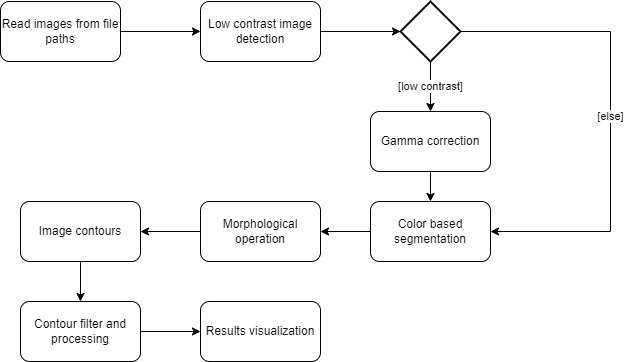 Read images from file
paths
Low contrast image
detection
[low contrast]
[else]
Gamma correction
Color based
segmentation
Morphological
operation
Image contours
Contour filter and
processing
Results visualization